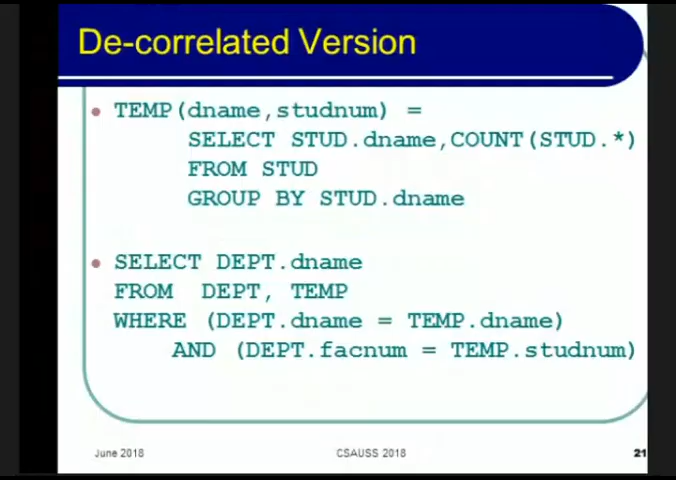 De-correlated Version
TEMP(dname,studnum) =
SELECT STUD.dname,COUNT(STUD.*)
FROM STUD
GROUP BY STUD.dname
SELECT DEPT.dname
FROM DEPT, TEMP
WHERE (DEPT.dname = TEMP.dname)
AND (DEPT.facnum = TEMP.studnum)
June 2018
CSAUSS 2018
21